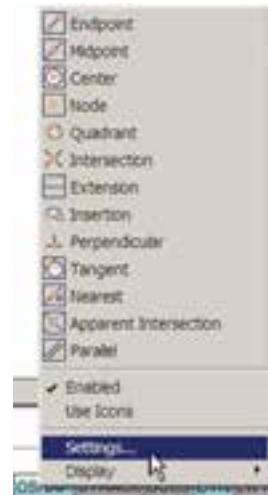 Endpoint
Midpoint
Center
Node
Quadrant
Intersection
Extension
Insertion
Perpendicular
Tangent
Nearest
Apparent Intersection
Parallel
Enabled
Use Icons
Settings...
Display